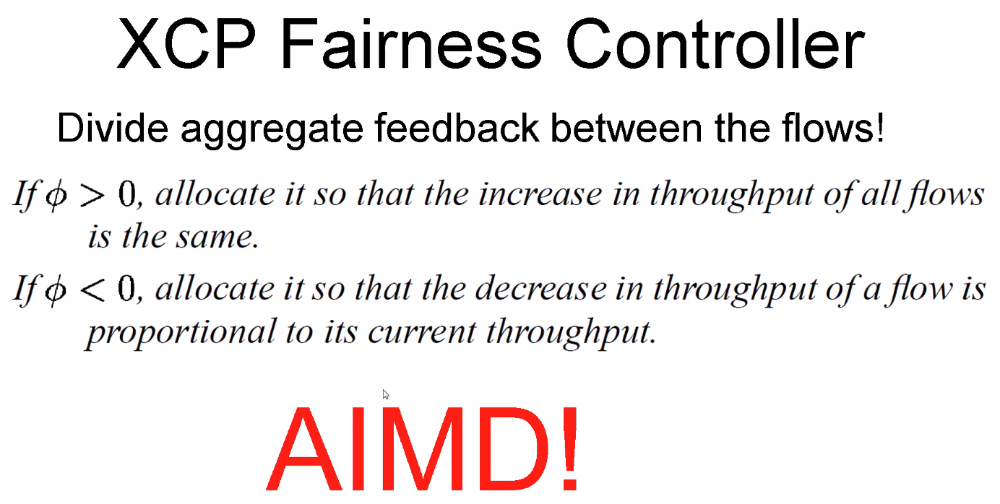 XCP Fairness Controller
Divide aggregate feedback between the flows!
If ϕ > 0, allocate it so that the increase in throughput of all flows
is the same.
If ϕ < 0, allocate it so that the decrease in throughput of a flow is
proportional to its current throughput.
AIMD!